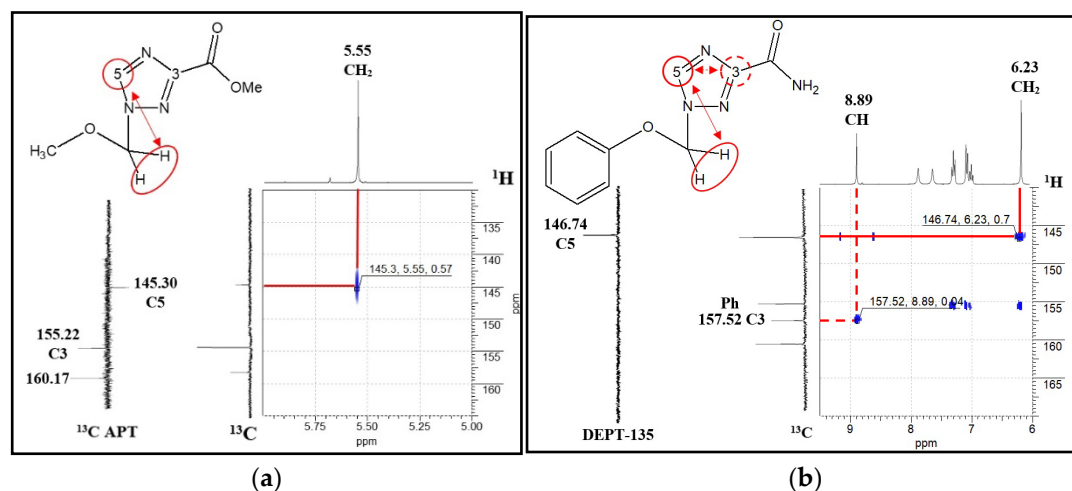 O
5
N
3
OMe
N
N
O
H₃C
H
H
5.55
CH₂
¹H
145.30
C5
155.22
C3
160.17
¹³C APT
¹³C
145.3, 5.55, 0.57
135
140
145
150
155
160
ppm
5.75
5.50
5.25
5.00
ppm
(a)
O
5
N
3
NH₂
N
N
O
H
H
6.23
CH₂
8.89
CH
¹H
146.74
C5
146.74, 6.23, 0.7
Ph
157.52 C3
157.52, 8.89, 0.04
DEPT-135
¹³C
145
150
155
160
165
ppm
9
8
7
6
ppm
(b)